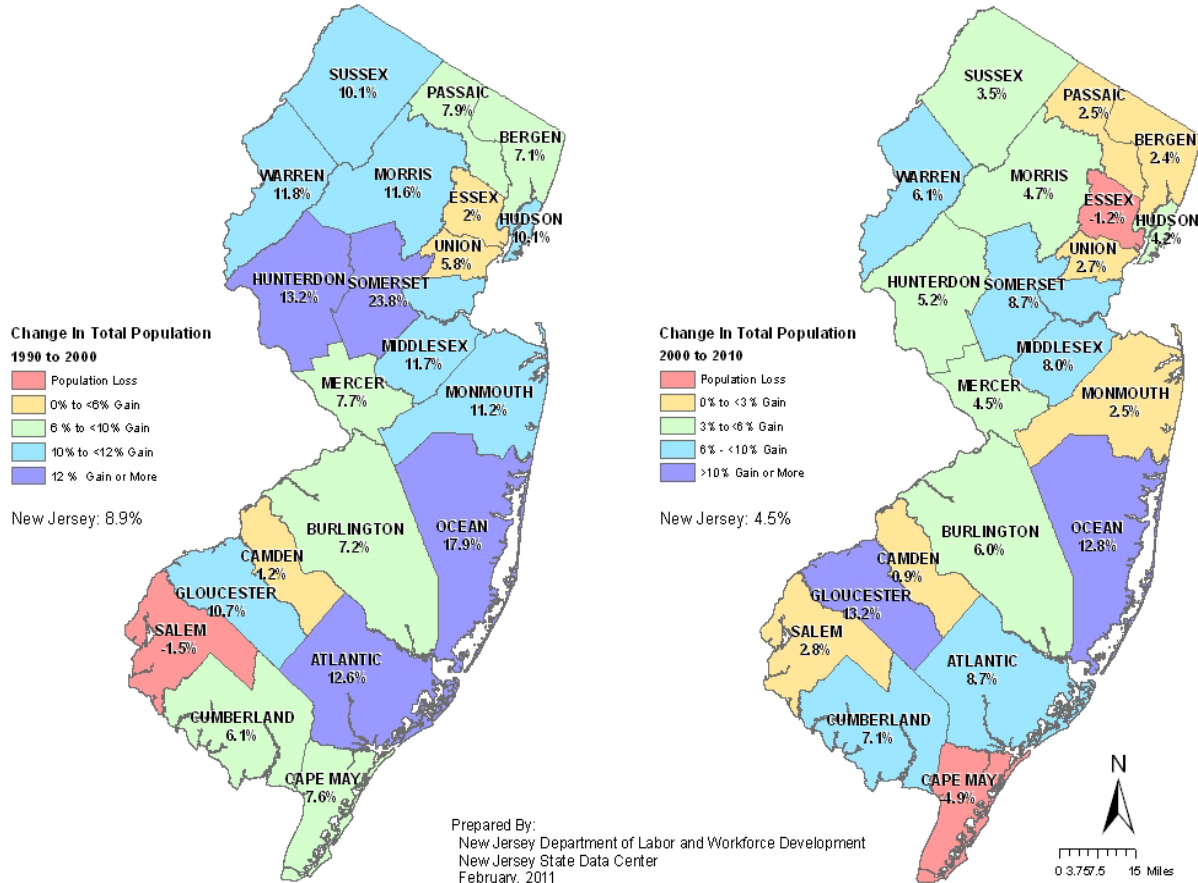 SUSSEX
10.1%
PASSAIC
7.9%
BERGEN
7.1%
WARREN
11.8%
MORRIS
11.6%
ESSEX
2%
HUDSON
10.1%
UNION
5.8%
HUNTERDON
13.2%
SOMERSET
23.8%
MIDDLESEX
11.7%
MERCER
7.7%
MONMOUTH
11.2%
Change In Total Population
1990 to 2000
Population Loss
0% to <6% Gain
6 % to <10% Gain
10% to <12% Gain
12 % Gain or More
New Jersey: 8.9%
BURLINGTON
7.2%
OCEAN
17.9%
CAMDEN
1.2%
GLOUCESTER
10.7%
SALEM
-1.5%
ATLANTIC
12.6%
CUMBERLAND
6.1%
CAPE MAY
7.6%
SUSSEX
3.5%
PASSAIC
2.5%
BERGEN
2.4%
WARREN
6.1%
MORRIS
4.7%
ESSEX
-1.2%
HUDSON
4.2%
UNION
2.7%
HUNTERDON
5.2%
SOMERSET
8.7%
MIDDLESEX
8.0%
MERCER
4.5%
MONMOUTH
2.5%
Change In Total Population
2000 to 2010
Population Loss
0% to <3% Gain
3% to <6% Gain
6% - <10% Gain
>10% Gain or More
New Jersey: 4.5%
BURLINGTON
6.0%
OCEAN
12.8%
CAMDEN
0.9%
GLOUCESTER
13.2%
SALEM
2.8%
ATLANTIC
8.7%
CUMBERLAND
7.1%
CAPE MAY
-4.9%
N
0 3.757.5 15 Miles
Prepared By:
New Jersey Department of Labor and Workforce Development
New Jersey State Data Center
February, 2011